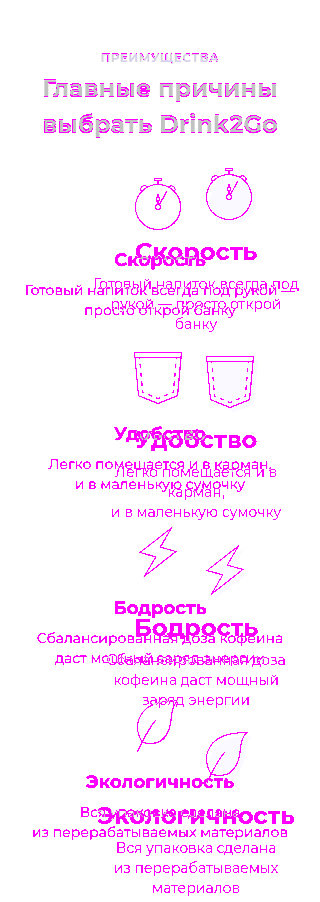 ПРЕИМУЩЕСТВА
Главные причины
выбрать Drink2Go
Скорость
Скорость
Готовый напиток всегда под
Готовый напиток всегда под рукой —
рукой — просто открой
просто открой банку
банку
Удобство
Удобство
Легко помещается и в карман,
Легко помещается и в
и в маленькую сумочку
карман,
и в маленькую сумочку
Бодрость
Бодрость
Сбалансированная доза кофеина
даст мощный заряд энергии
Сбалансированная доза
кофеина даст мощный
заряд энергии
Экологичность
Вся упаковка сделана
Экологичность
из перерабатываемых материалов
Вся упаковка сделана
из перерабатываемых
материалов